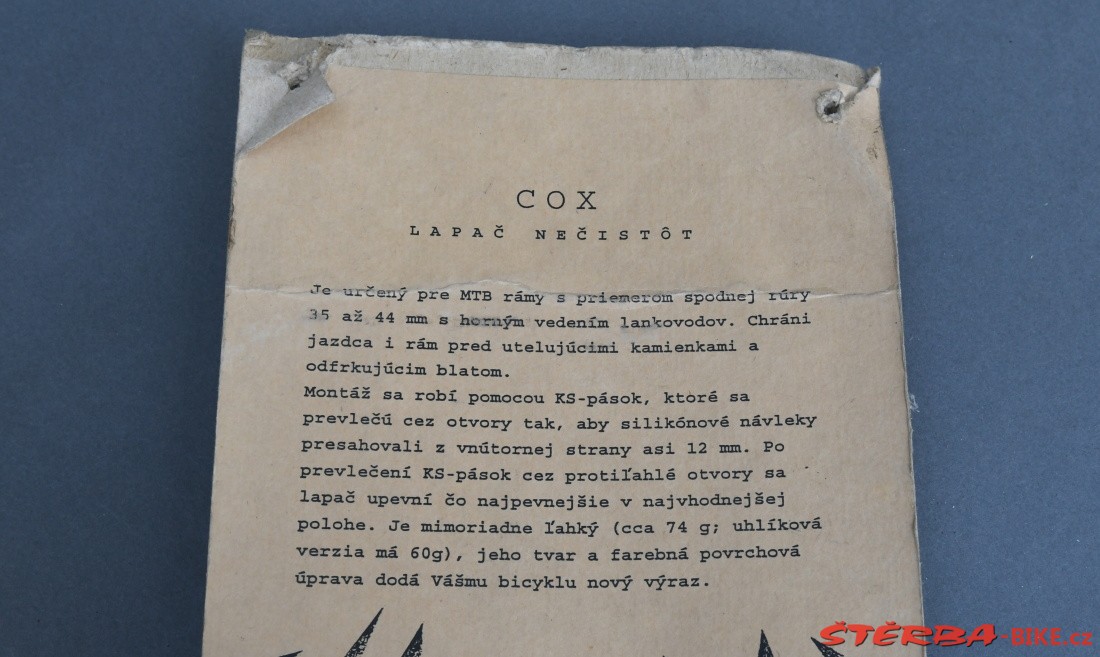 COX
LAPAČ NEČISTÔT
Je určený pre MTB rámy s priemerom spodnej rúry
35 až 44 mm s horným vedením lankovodov. Chráni
jazdca i rám pred utelujúcimi kamienkami a
odfrkujúcim blatom.
Montáž sa robí pomocou KS-pások, ktoré sa
prevlečú cez otvory tak, aby silikónové návleky
presahovali z vnútornej strany asi 12 mm. Po
prevlečení KS-pások cez protiľahlé otvory sa
lapač upevní čo najpevnejšie v najvhodnejšej
polohe. Je mimoriadne ľahký (cca 74 g; uhlíková
verzia má 60g), jeho tvar a farebná povrchová
úprava dodá Vášmu bicyklu nový výraz.
ŠTĚRBA-BIKE.cz